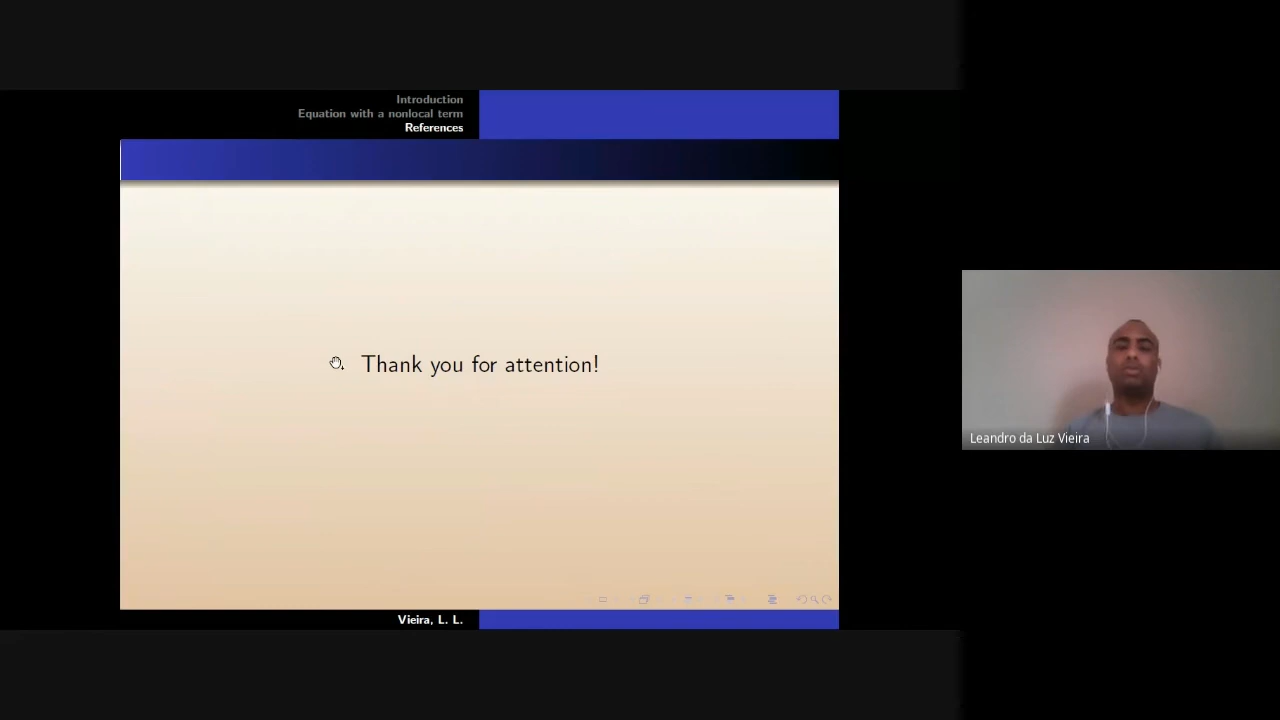 Introduction
Equation with a nonlocal term
References
Thank you for attention!
Leandro da Luz Vieira
Vieira, L. L.